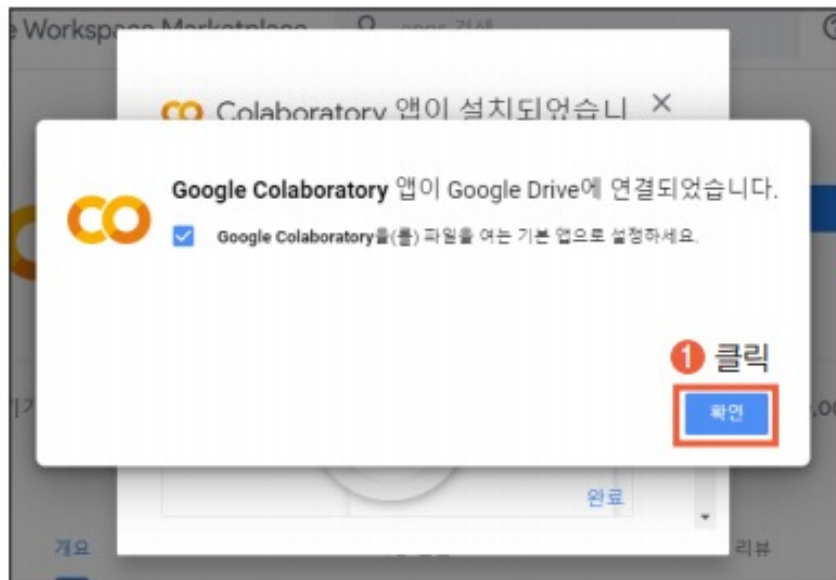 e Workspace Marketplace apps 검색
Colaboratory 앱이 설치되었습니
Google Colaboratory 앱이 Google Drive에 연결되었습니다.
Google Colaboratory을(를) 파일을 여는 기본 앱으로 설정하세요.
1 클릭
확인
완료
개요
리뷰